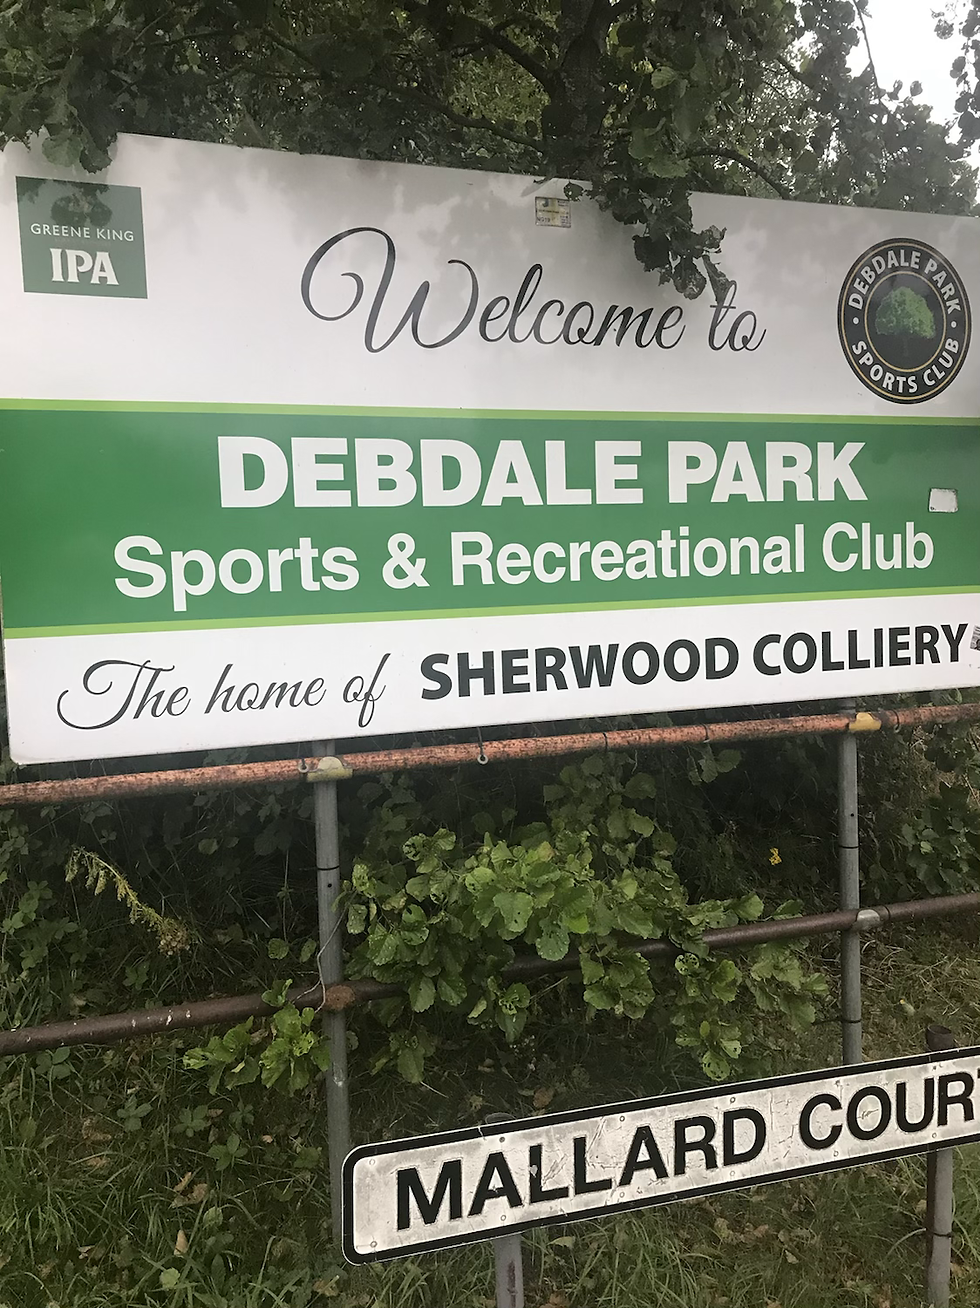 GREENE KING
IPA
Welcome to
DEBDALE PARK
SPORTS CLUB
DEBDALE PARK
Sports & Recreational Club
The home of SHERWOOD COLLIERY
MALLARD COURT